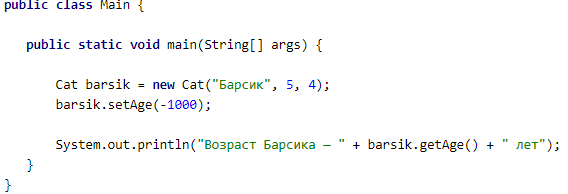 public class Main {
public static void main(String[] args) {
Cat barsik = new Cat("Барсик", 5, 4);
barsik.setAge(-1000);
System.out.println("Возраст Барсика — " + barsik.getAge() + " лет");
}
}